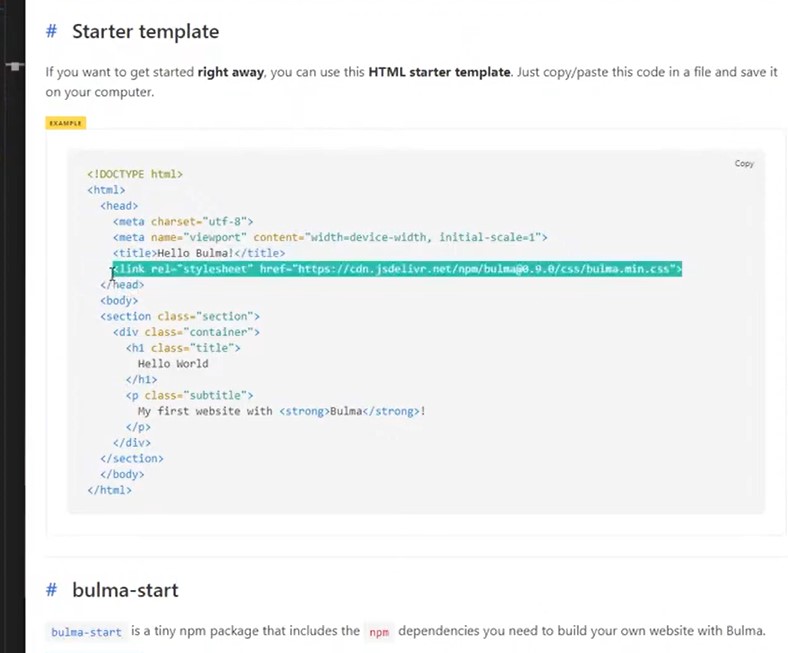 # Starter template
If you want to get started right away, you can use this HTML starter template. Just copy/paste this code in a file and save it
on your computer.
EXAMPLE
Copy
<!DOCTYPE html>
<html>
<head>
<meta charset="utf-8">
<meta name="viewport" content="width=device-width, initial-scale=1">
<title>Hello Bulma!</title>
<link rel="stylesheet" href="https://cdn.jsdelivr.net/npm/bulma@0.9.0/css/bulma.min.css">
</head>
<body>
<section class="section">
<div class="container">
<h1 class="title">
Hello World
</h1>
<p class="subtitle">
My first website with <strong>Bulma</strong>!
</p>
</div>
</section>
</body>
</html>
# bulma-start
bulma-start is a tiny npm package that includes the npm dependencies you need to build your own website with Bulma.